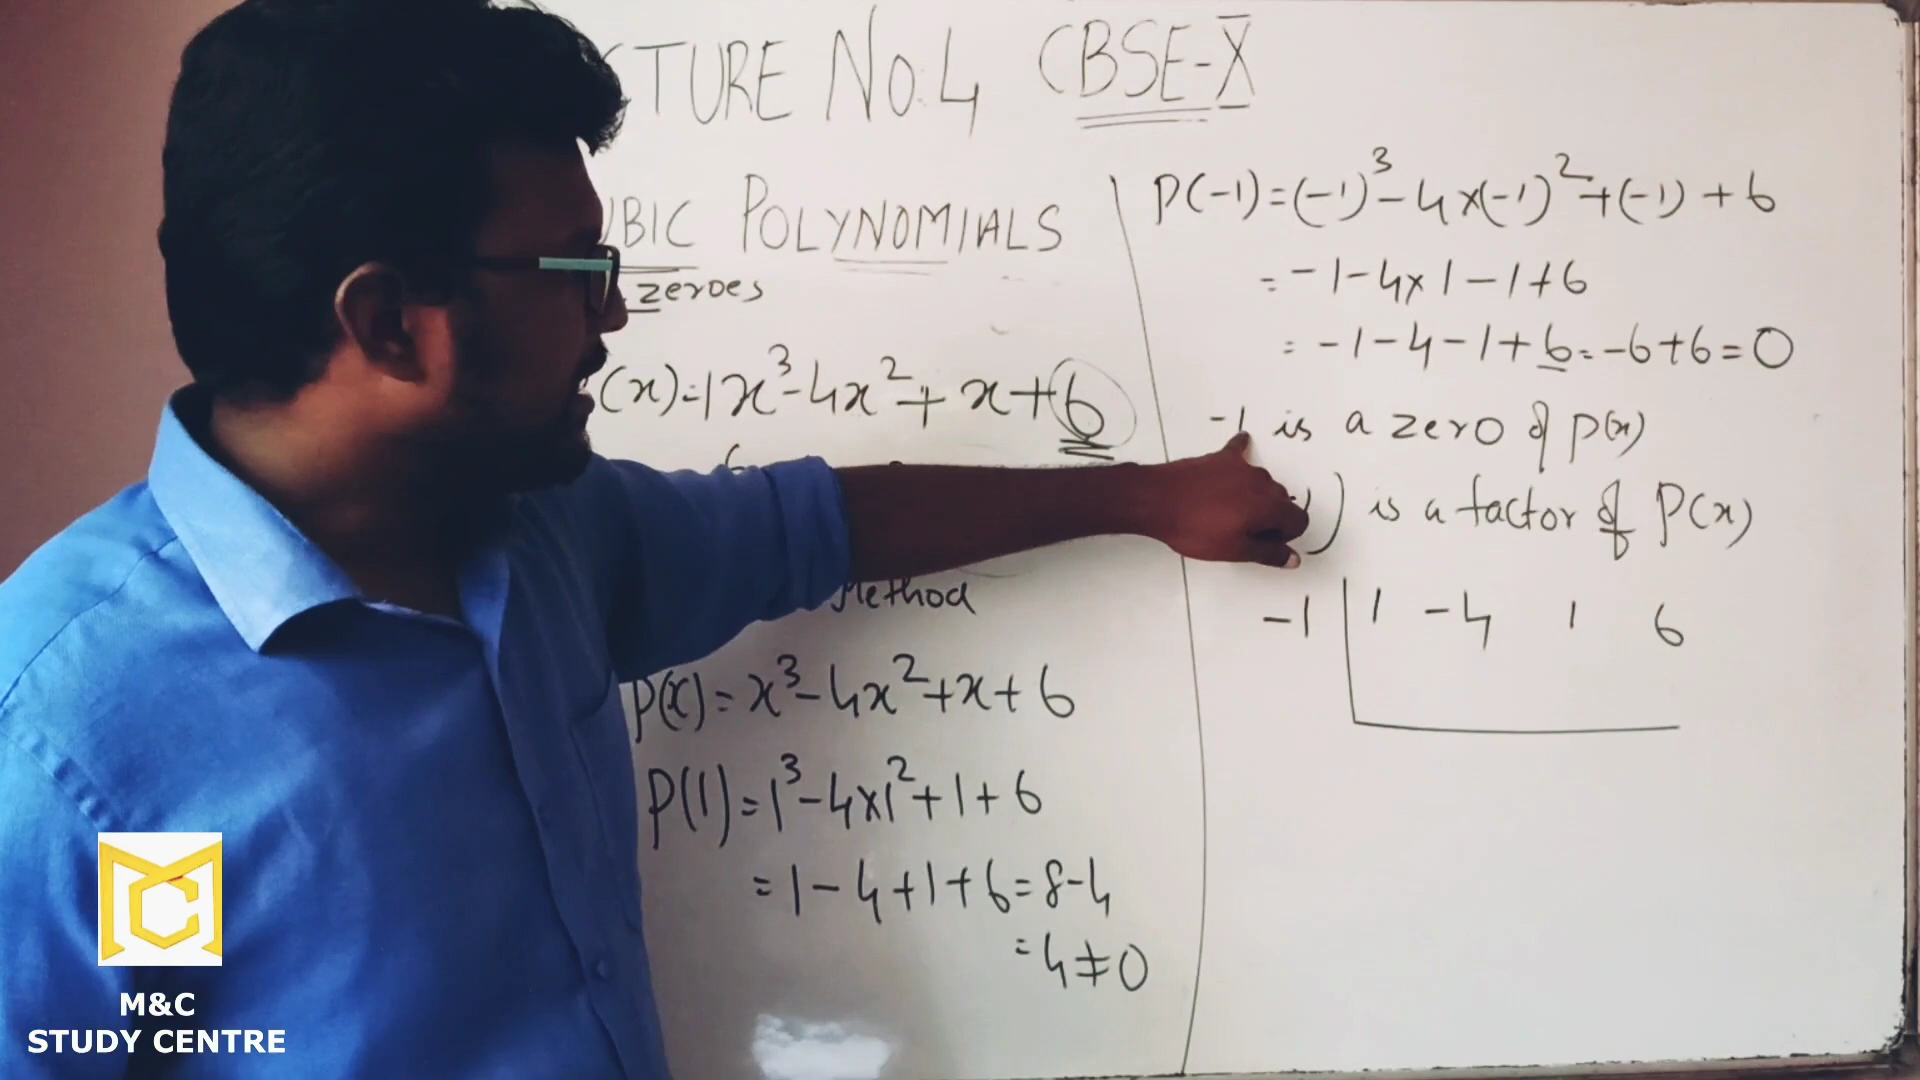 TURE No.4 CBSE-X
UBIC POLYNOMIALS
zeroes
(x)=1x³-4x²+x+6
Method
P(x)=x³-4x²+x+6
P(1)=1³-4x1²+1+6
=1-4+1+6=8-4
=4≠0
P(-1)=(-1)³-4x(-1)²+(-1)+6
=-1-4x1-1+6
=-1-4-1+6=-6+6=0
-1 is a zero of P(x)
) is a factor of P(x)
-1 | 1 -4 1 6
M&C
STUDY CENTRE